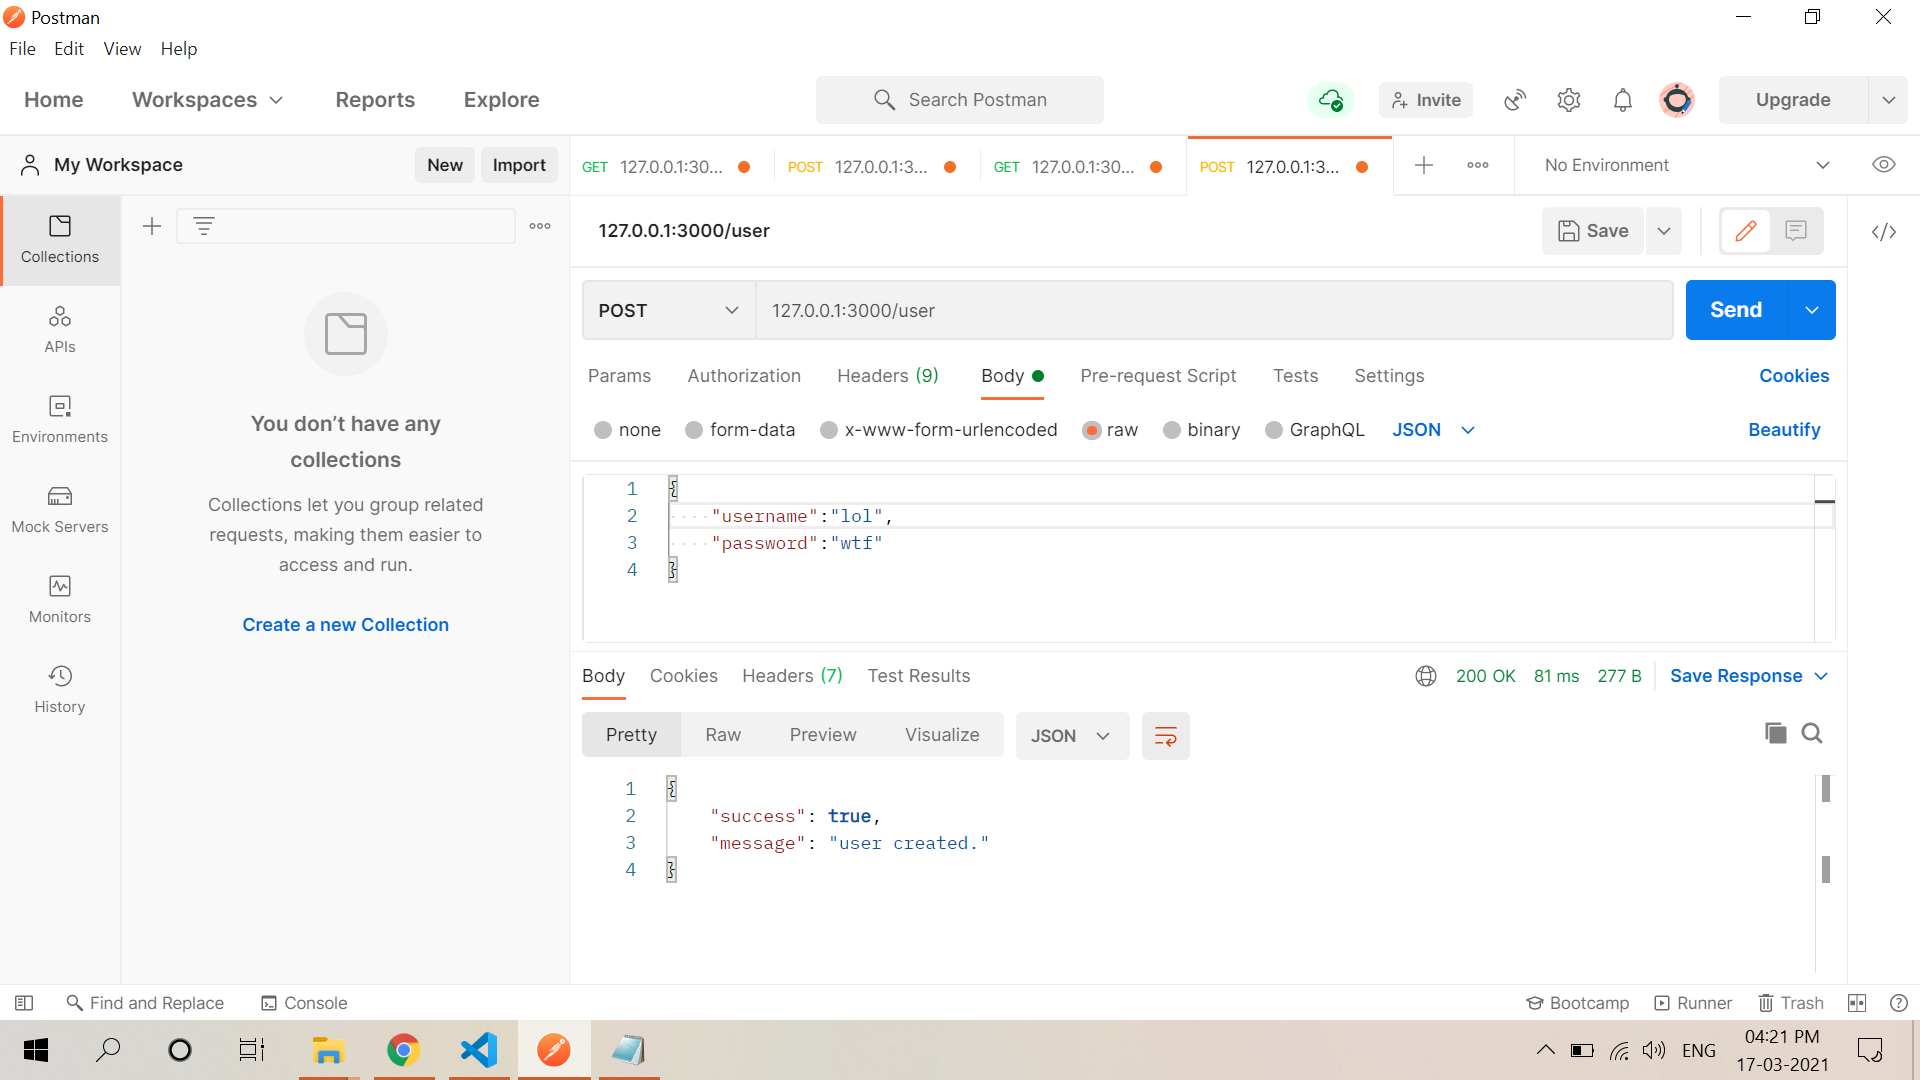 Postman
File Edit View Help
Home Workspaces Reports Explore Search Postman Invite Upgrade
My Workspace New Import GET 127.0.0.1:30... POST 127.0.0.1:3... GET 127.0.0.1:30... POST 127.0.0.1:3... No Environment
Collections
APIs
Environments
Mock Servers
Monitors
History
You don’t have any
collections
Collections let you group related
requests, making them easier to
access and run.
Create a new Collection
127.0.0.1:3000/user Save
POST 127.0.0.1:3000/user Send
Params Authorization Headers (9) Body Pre-request Script Tests Settings Cookies
none form-data x-www-form-urlencoded raw binary GraphQL JSON Beautify
1 {
2 "username":"lol",
3 "password":"wtf"
4 }
Body Cookies Headers (7) Test Results 200 OK 81 ms 277 B Save Response
Pretty Raw Preview Visualize JSON
1 {
2 "success": true,
3 "message": "user created."
4 }
Find and Replace Console Bootcamp Runner Trash
ENG
04:21 PM
17-03-2021